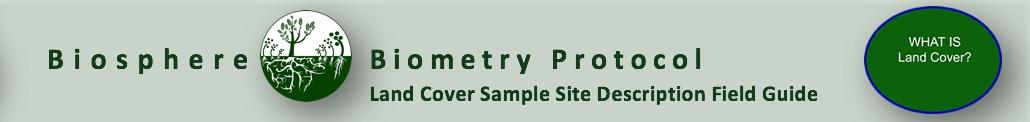 Biosphere Biometry Protocol
Land Cover Sample Site Description Field Guide
WHAT IS
Land Cover?